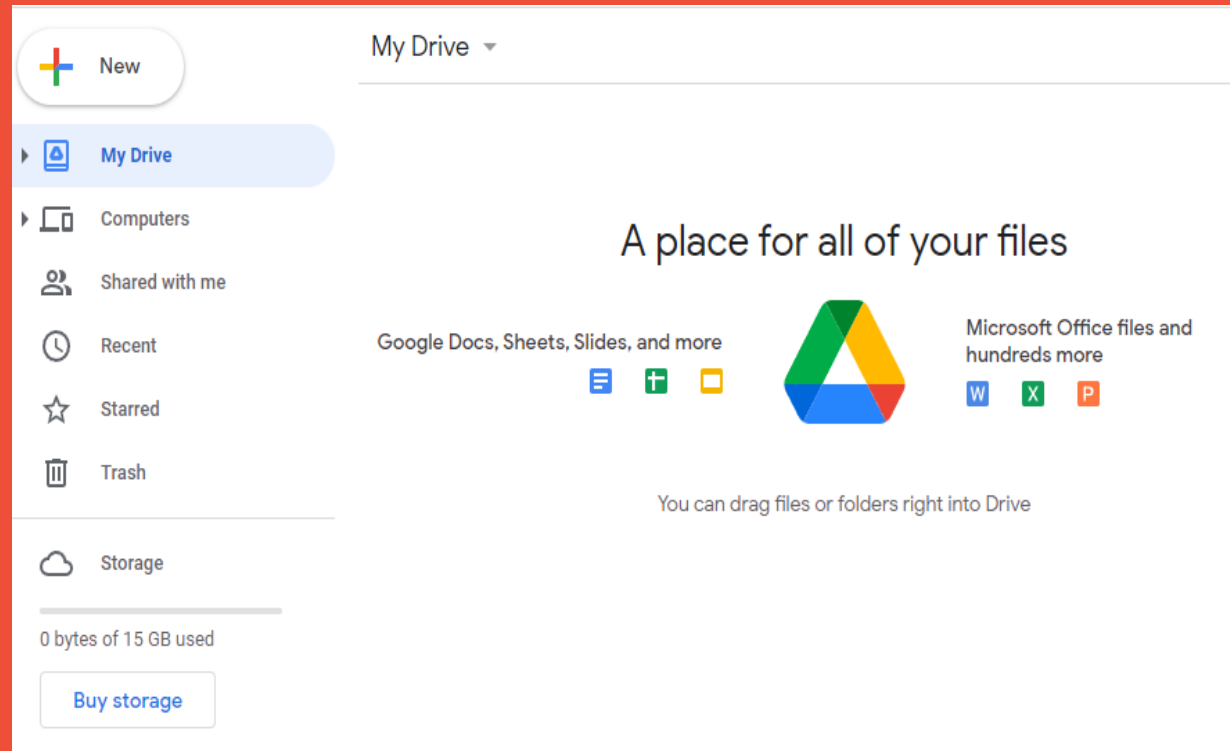 New
My Drive
Computers
Shared with me
Recent
Starred
Trash
Storage
0 bytes of 15 GB used
Buy storage
My Drive
A place for all of your files
Google Docs, Sheets, Slides, and more
Microsoft Office files and
hundreds more
W X P
You can drag files or folders right into Drive